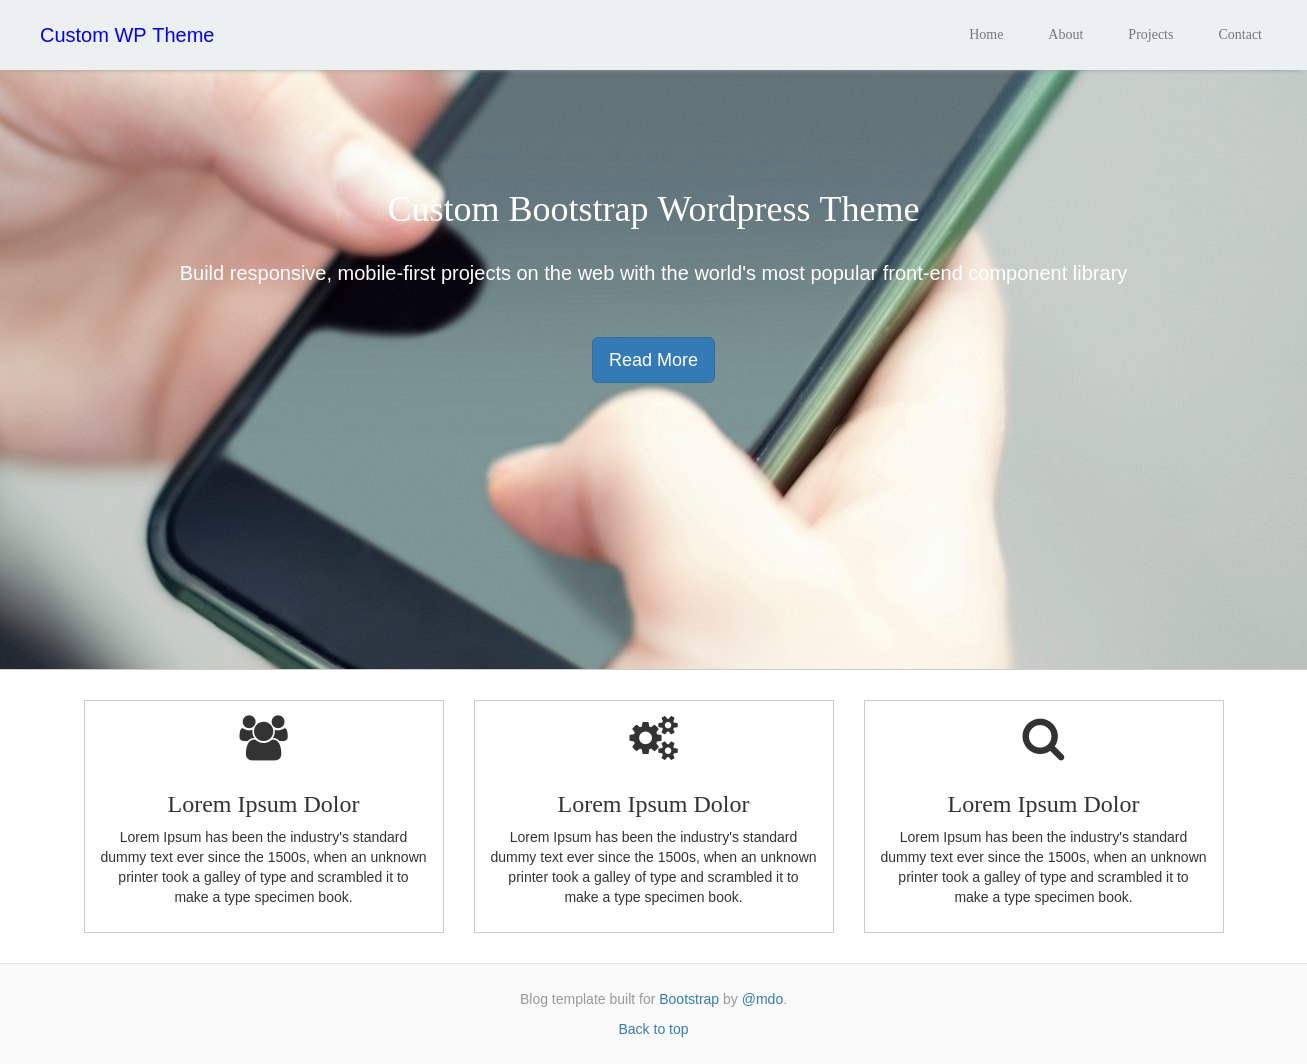 Custom WP Theme
Home About Projects Contact
Custom Bootstrap Wordpress Theme
Build responsive, mobile-first projects on the web with the world's most popular front-end component library
Read More
Lorem Ipsum Dolor
Lorem Ipsum has been the industry's standard
dummy text ever since the 1500s, when an unknown
printer took a galley of type and scrambled it to
make a type specimen book.
Lorem Ipsum Dolor
Lorem Ipsum has been the industry's standard
dummy text ever since the 1500s, when an unknown
printer took a galley of type and scrambled it to
make a type specimen book.
Lorem Ipsum Dolor
Lorem Ipsum has been the industry's standard
dummy text ever since the 1500s, when an unknown
printer took a galley of type and scrambled it to
make a type specimen book.
Blog template built for Bootstrap by @mdo.
Back to top